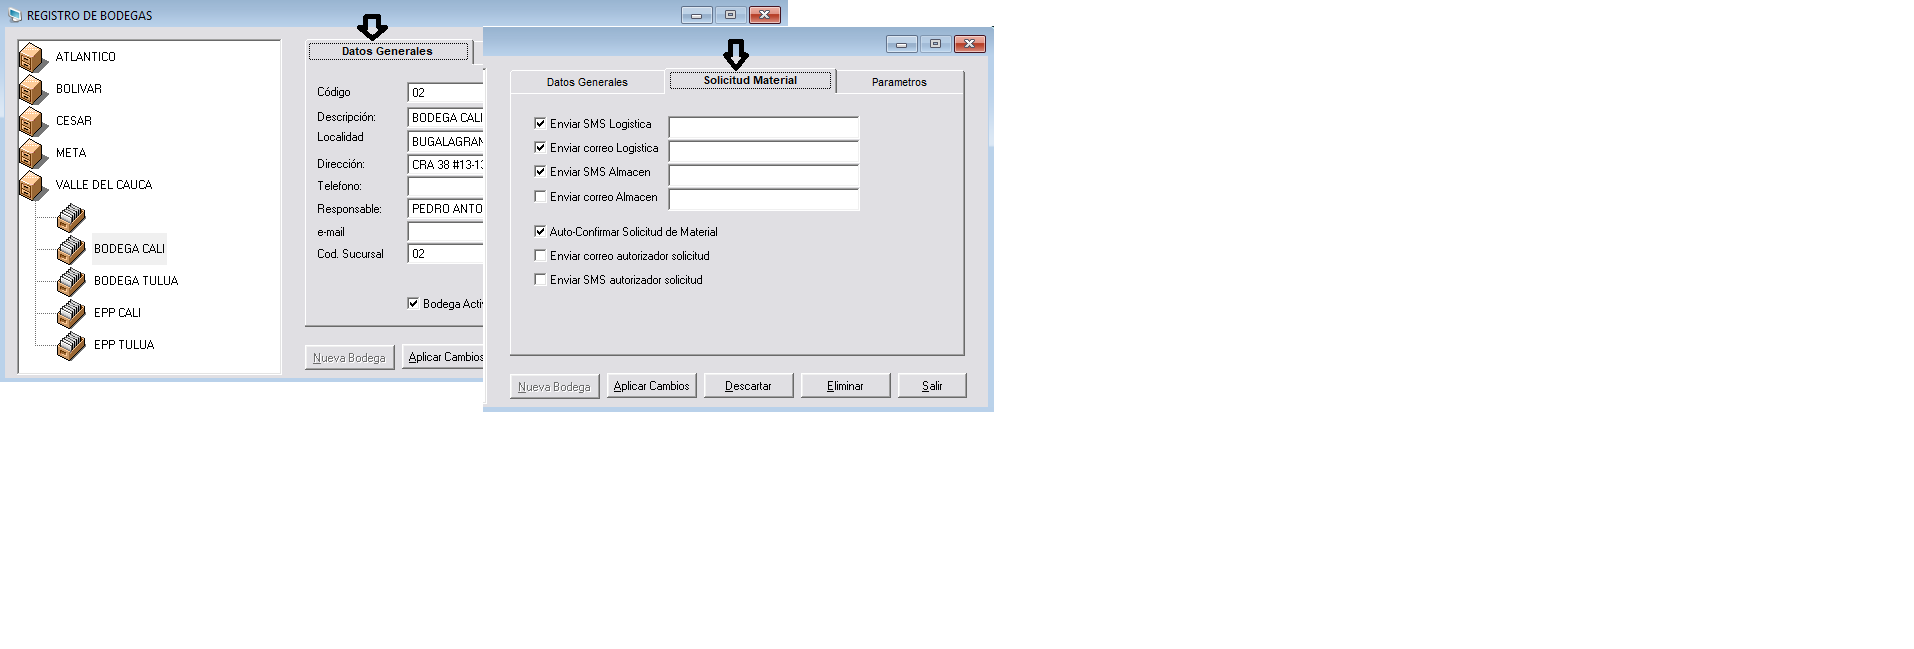 REGISTRO DE BODEGAS
ATLANTICO
BOLIVAR
CESAR
META
VALLE DEL CAUCA
BODEGA CALI
BODEGA TULUA
EPP CALI
EPP TULUA
Datos Generales
Código 02
Descripción: BODEGA CALI
Localidad BUGALAGRAN
Dirección: CRA 38 #13-13
Telefono:
Responsable: PEDRO ANTO
e-mail
Cod. Sucursal 02
Bodega Acti
Nueva Bodega Aplicar Cambios
Datos Generales Solicitud Material Parametros
Enviar SMS Logistica
Enviar correo Logistica
Enviar SMS Almacen
Enviar correo Almacen
Auto-Confirmar Solicitud de Material
Enviar correo autorizador solicitud
Enviar SMS autorizador solicitud
Nueva Bodega Aplicar Cambios Descartar Eliminar Salir